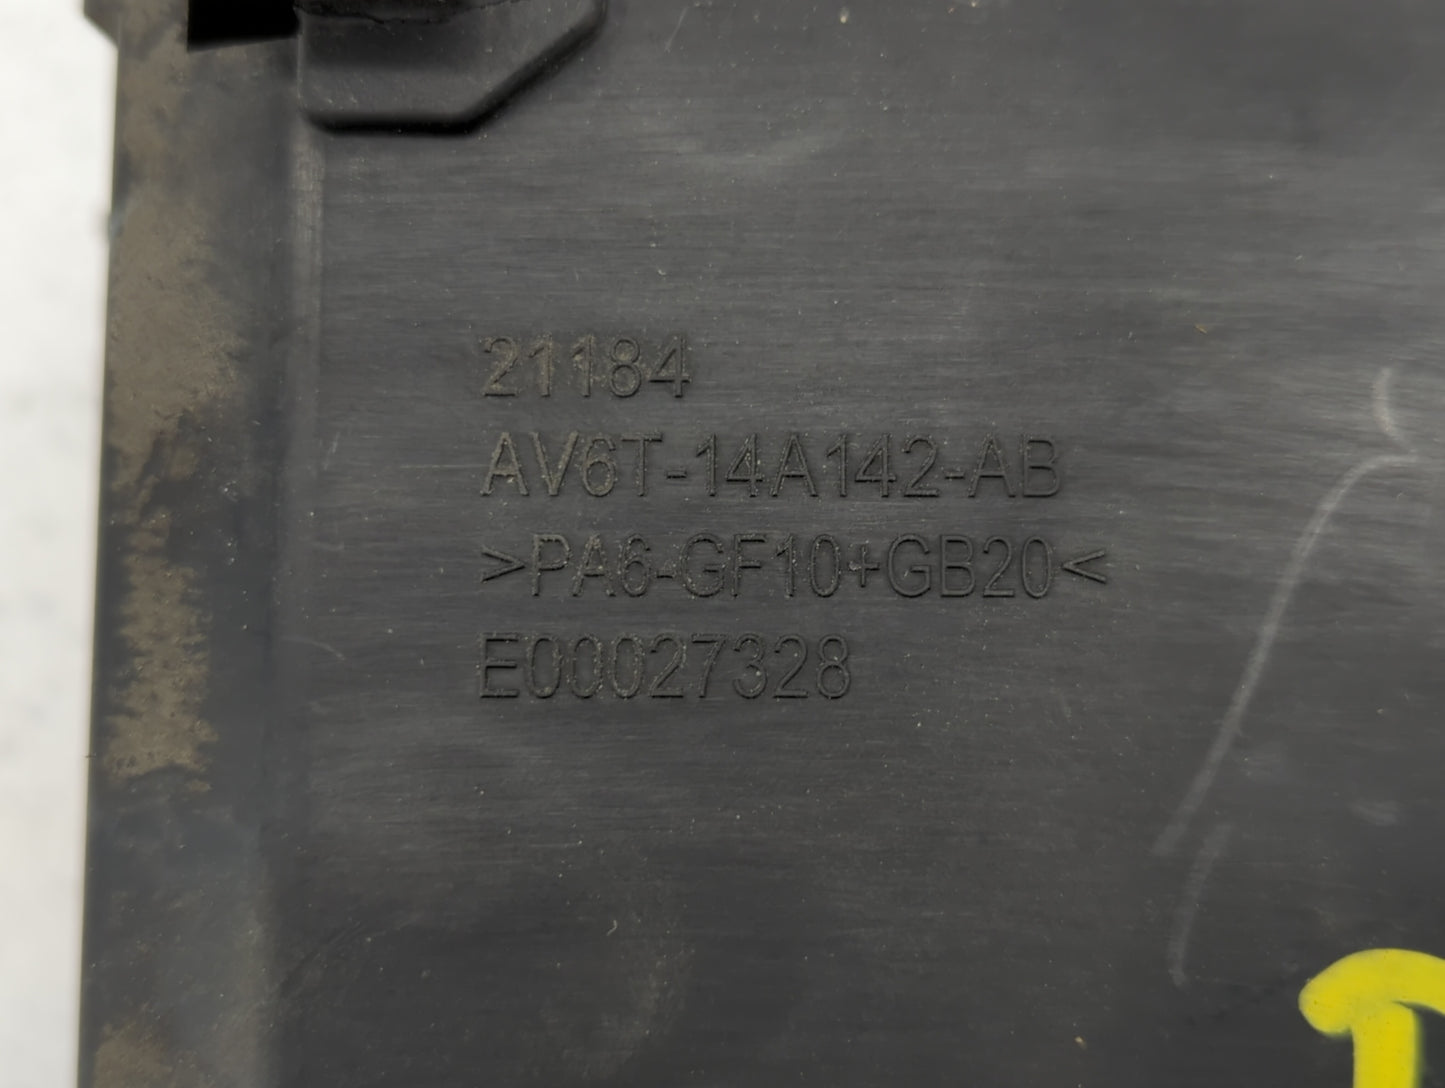 21184
AV6T-14A142-AB
>PA6-GF10+GB20<
E00027328